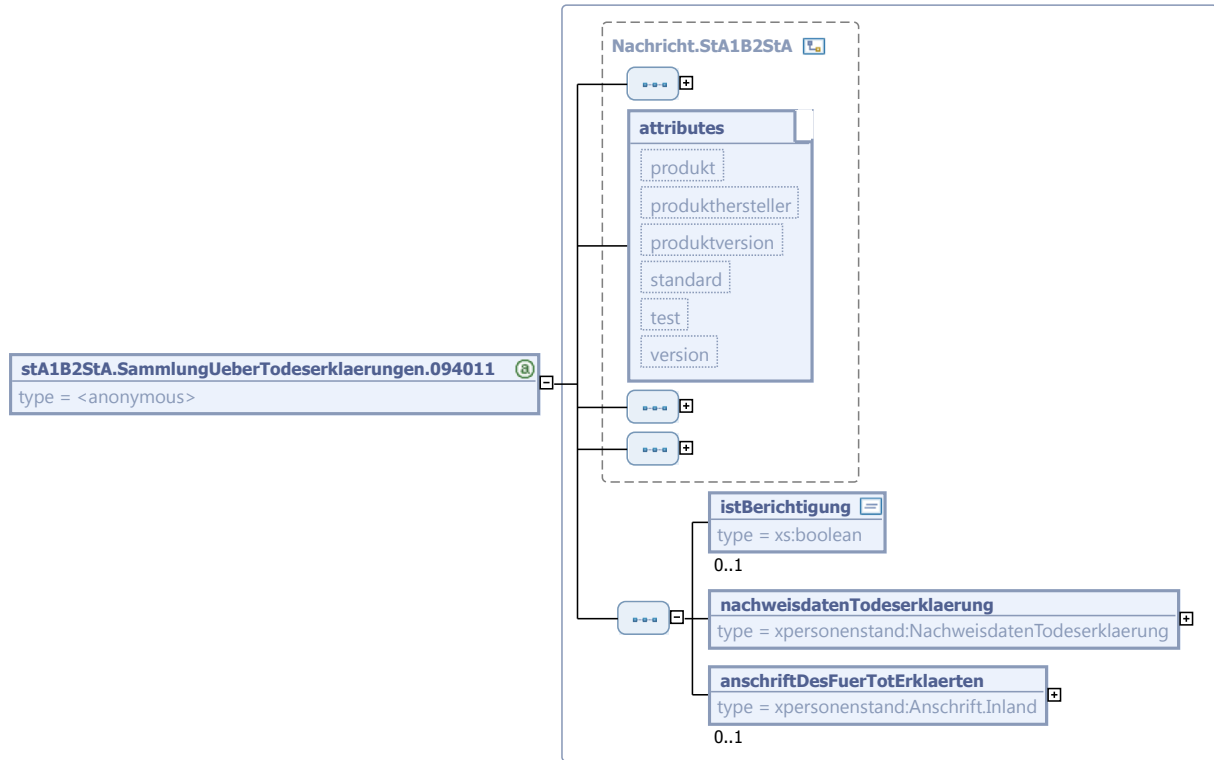 Nachricht.StA1B2StA
attributes
produkt
produkthersteller
produktversion
standard
test
version
stA1B2StA.SammlungUeberTodeserklaerungen.094011 a
type = <anonymous>
istBerichtigung
type = xs:boolean
0..1
nachweisdatenTodeserklaerung
type = xpersonenstand:NachweisdatenTodeserklaerung
anschriftDesFuerTotErklaerten
type = xpersonenstand:Anschrift.Inland
0..1